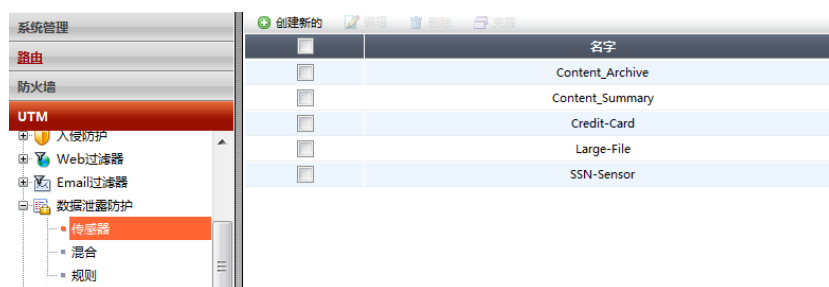 系统管理
路由
防火墙
UTM
入侵防护
Web过滤器
Email过滤器
数据泄露防护
传感器
混合
规则
创建新的 编辑 删除 克隆
名字
Content_Archive
Content_Summary
Credit-Card
Large-File
SSN-Sensor